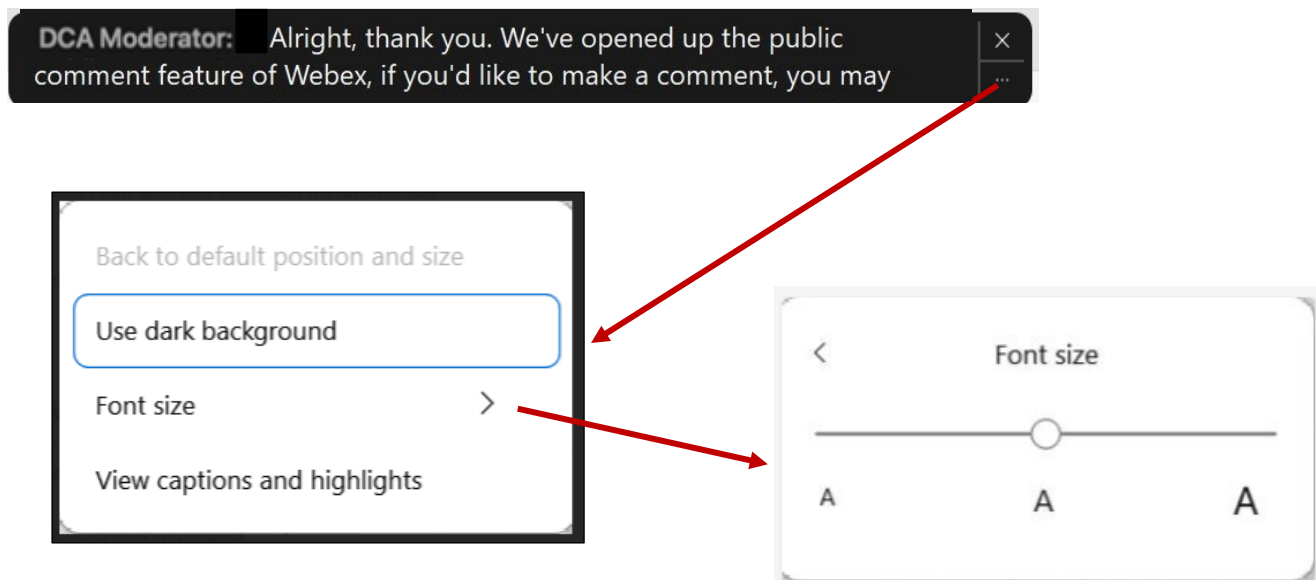 DCA Moderator: Alright, thank you. We've opened up the public
comment feature of Webex, if you'd like to make a comment, you may
...
Back to default position and size
Use dark background
Font size
View captions and highlights
Font size
A A A